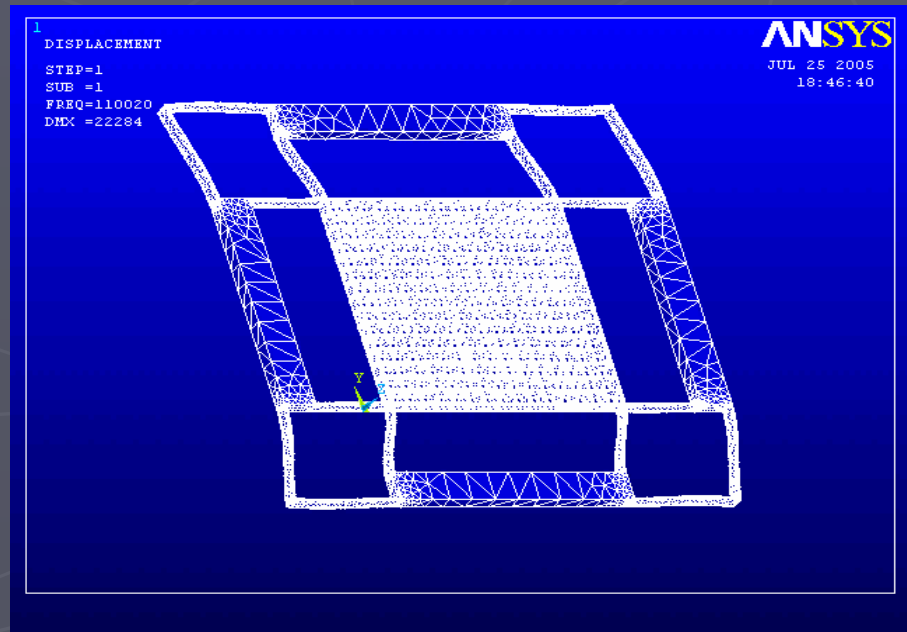 1
DISPLACEMENT
STEP=1
SUB =1
FREQ=110020
DMX =22284
ANSYS
JUL 25 2005
18:46:40
Y
Z